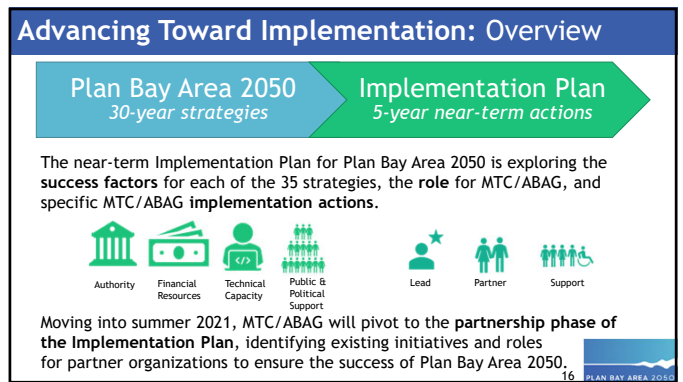 Advancing Toward Implementation: Overview
Plan Bay Area 2050
30-year strategies
Implementation Plan
5-year near-term actions
The near-term Implementation Plan for Plan Bay Area 2050 is exploring the
success factors for each of the 35 strategies, the role for MTC/ABAG, and
specific MTC/ABAG implementation actions.
</>
Authority
Financial
Resources
Technical
Capacity
Public &
Political
Support
Lead
Partner
Support
Moving into summer 2021, MTC/ABAG will pivot to the partnership phase of
the Implementation Plan, identifying existing initiatives and roles
for partner organizations to ensure the success of Plan Bay Area 2050.
16
PLAN BAY AREA 2050